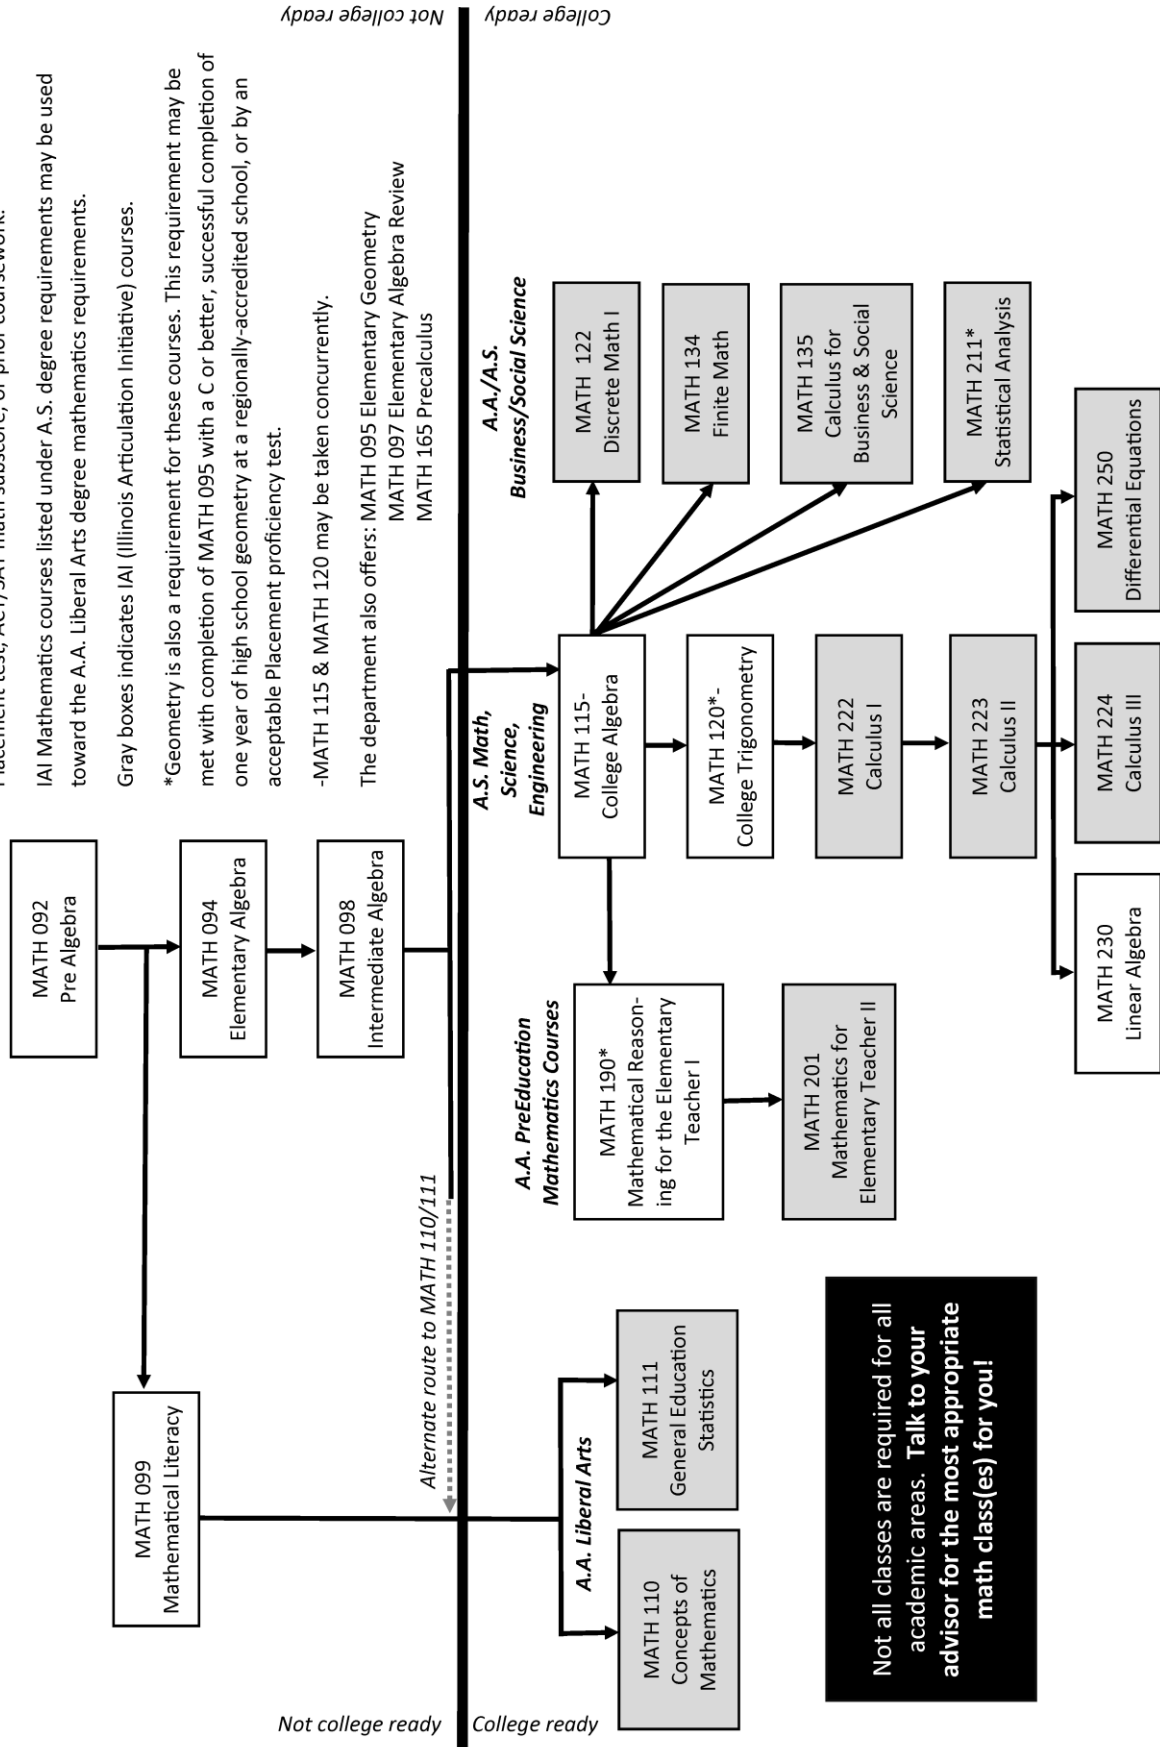 Placement test, ACT/SAT math subscore, or prior coursework.
IAI Mathematics courses listed under A.S. degree requirements may be used
toward the A.A. Liberal Arts degree mathematics requirements.
Gray boxes indicates IAI (Illinois Articulation Initiative) courses.
*Geometry is also a requirement for these courses. This requirement may be
met with completion of MATH 095 with a C or better, successful completion of
one year of high school geometry at a regionally-accredited school, or by an
acceptable Placement proficiency test.
-MATH 115 & MATH 120 may be taken concurrently.
The department also offers: MATH 095 Elementary Geometry
MATH 097 Elementary Algebra Review
MATH 165 Precalculus
MATH 092
Pre Algebra
MATH 099
Mathematical Literacy
MATH 094
Elementary Algebra
MATH 098
Intermediate Algebra
Alternate route to MATH 110/111
Not college ready
College ready
Not college ready
College ready
A.A. Liberal Arts
MATH 110
Concepts of
Mathematics
MATH 111
General Education
Statistics
A.A. PreEducation
Mathematics Courses
MATH 190*
Mathematical Reason-
ing for the Elementary
Teacher I
MATH 201
Mathematics for
Elementary Teacher II
A.S. Math,
Science,
Engineering
MATH 115-
College Algebra
MATH 120*-
College Trigonometry
MATH 222
Calculus I
MATH 223
Calculus II
MATH 230
Linear Algebra
MATH 224
Calculus III
MATH 250
Differential Equations
A.A./A.S.
Business/Social Science
MATH 122
Discrete Math I
MATH 134
Finite Math
MATH 135
Calculus for
Business & Social
Science
MATH 211*
Statistical Analysis
Not all classes are required for all
academic areas. Talk to your
advisor for the most appropriate
math class(es) for you!